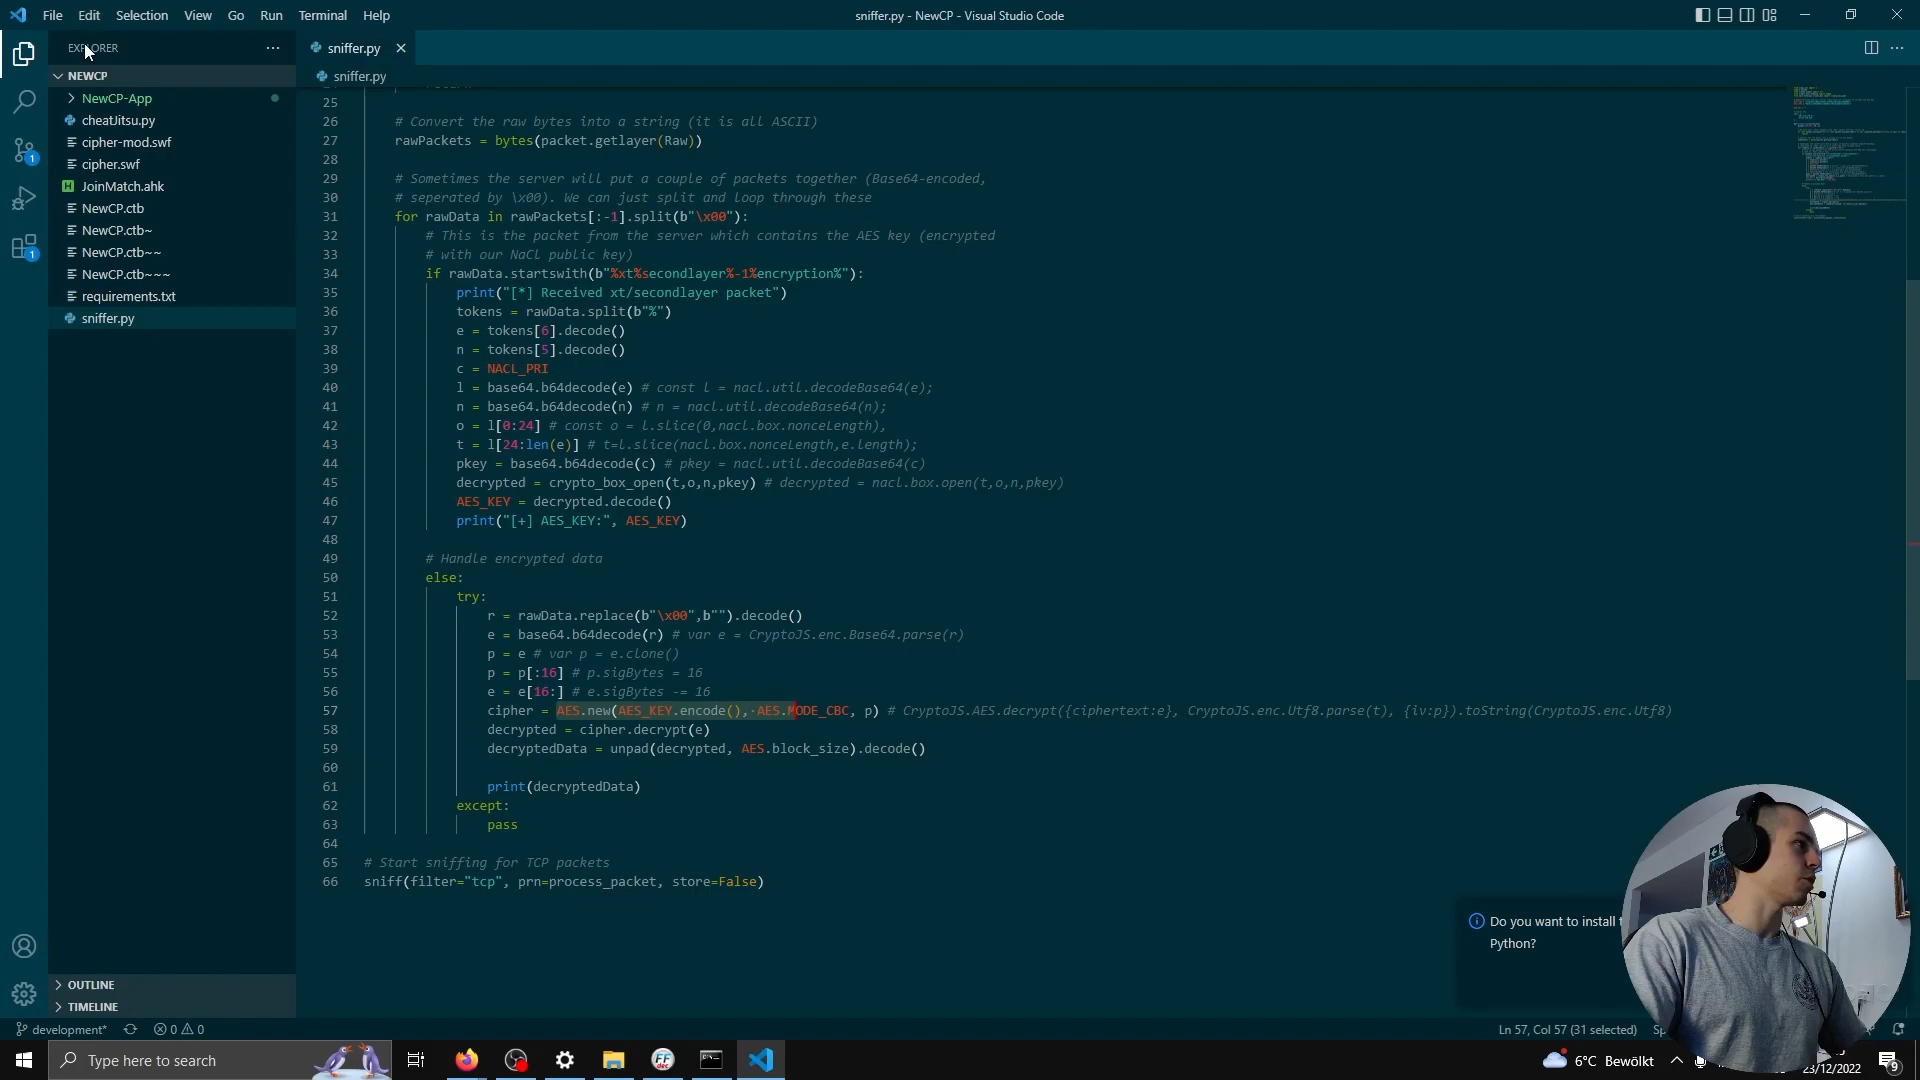 File Edit Selection View Go Run Terminal Help
sniffer.py - NewCP - Visual Studio Code
EXPLORER
sniffer.py
NEWCP
sniffer.py
NewCP-App
cheatJitsu.py
cipher-mod.swf
cipher.swf
JoinMatch.ahk
NewCP.ctb
NewCP.ctb~
NewCP.ctb~~
NewCP.ctb~~~
requirements.txt
sniffer.py
25
26 # Convert the raw bytes into a string (it is all ASCII)
27 rawPackets = bytes(packet.getlayer(Raw))
28
29 # Sometimes the server will put a couple of packets together (Base64-encoded,
30 # seperated by \x00). We can just split and loop through these
31 for rawData in rawPackets[:-1].split(b"\x00"):
32 # This is the packet from the server which contains the AES key (encrypted
33 # with our NaCl public key)
34 if rawData.startswith(b"%xt%secondlayer%-1%encryption%"):
35 print("[*] Received xt/secondlayer packet")
36 tokens = rawData.split(b"%")
37 e = tokens[6].decode()
38 n = tokens[5].decode()
39 c = NACL_PRI
40 l = base64.b64decode(e) # const l = nacl.util.decodeBase64(e);
41 n = base64.b64decode(n) # n = nacl.util.decodeBase64(n);
42 o = l[0:24] # const o = l.slice(0,nacl.box.nonceLength),
43 t = l[24:len(e)] # t=l.slice(nacl.box.nonceLength,e.length);
44 pkey = base64.b64decode(c) # pkey = nacl.util.decodeBase64(c)
45 decrypted = crypto_box_open(t,o,n,pkey) # decrypted = nacl.box.open(t,o,n,pkey)
46 AES_KEY = decrypted.decode()
47 print("[+] AES_KEY:", AES_KEY)
48
49 # Handle encrypted data
50 else:
51 try:
52 r = rawData.replace(b"\x00",b"").decode()
53 e = base64.b64decode(r) # var e = CryptoJS.enc.Base64.parse(r)
54 p = e # var p = e.clone()
55 p = p[:16] # p.sigBytes = 16
56 e = e[16:] # e.sigBytes -= 16
57 cipher = AES.new(AES_KEY.encode(), AES.MODE_CBC, p) # CryptoJS.AES.decrypt({ciphertext:e}, CryptoJS.enc.Utf8.parse(t), {iv:p}).toString(CryptoJS.enc.Utf8)
58 decrypted = cipher.decrypt(e)
59 decryptedData = unpad(decrypted, AES.block_size).decode()
60
61 print(decryptedData)
62 except:
63 pass
64
65 # Start sniffing for TCP packets
66 sniff(filter="tcp", prn=process_packet, store=False)
Do you want to install
Python?
OUTLINE
TIMELINE
development* 0 0
Ln 57, Col 57 (31 selected)
Type here to search
FF
dec
6°C Bewölkt
23/12/2022
9
1
1